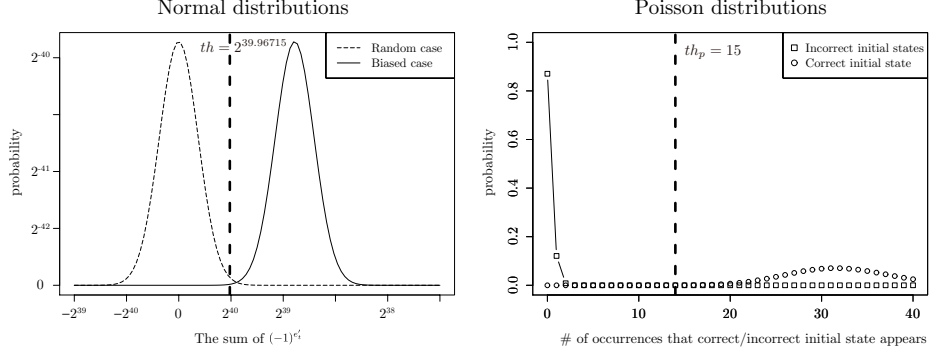 Normal distributions
th = 2^39.96715
Random case
Biased case
2^-40
2^-41
2^-42
0
probability
−2^39
−2^40
0
2^40
2^39
2^38
The sum of (−1)^{e'_t}
Poisson distributions
th_p = 15
Incorrect initial states
Correct initial state
1.0
0.8
0.6
0.4
0.2
0.0
probability
0
10
20
30
40
# of occurrences that correct/incorrect initial state appears